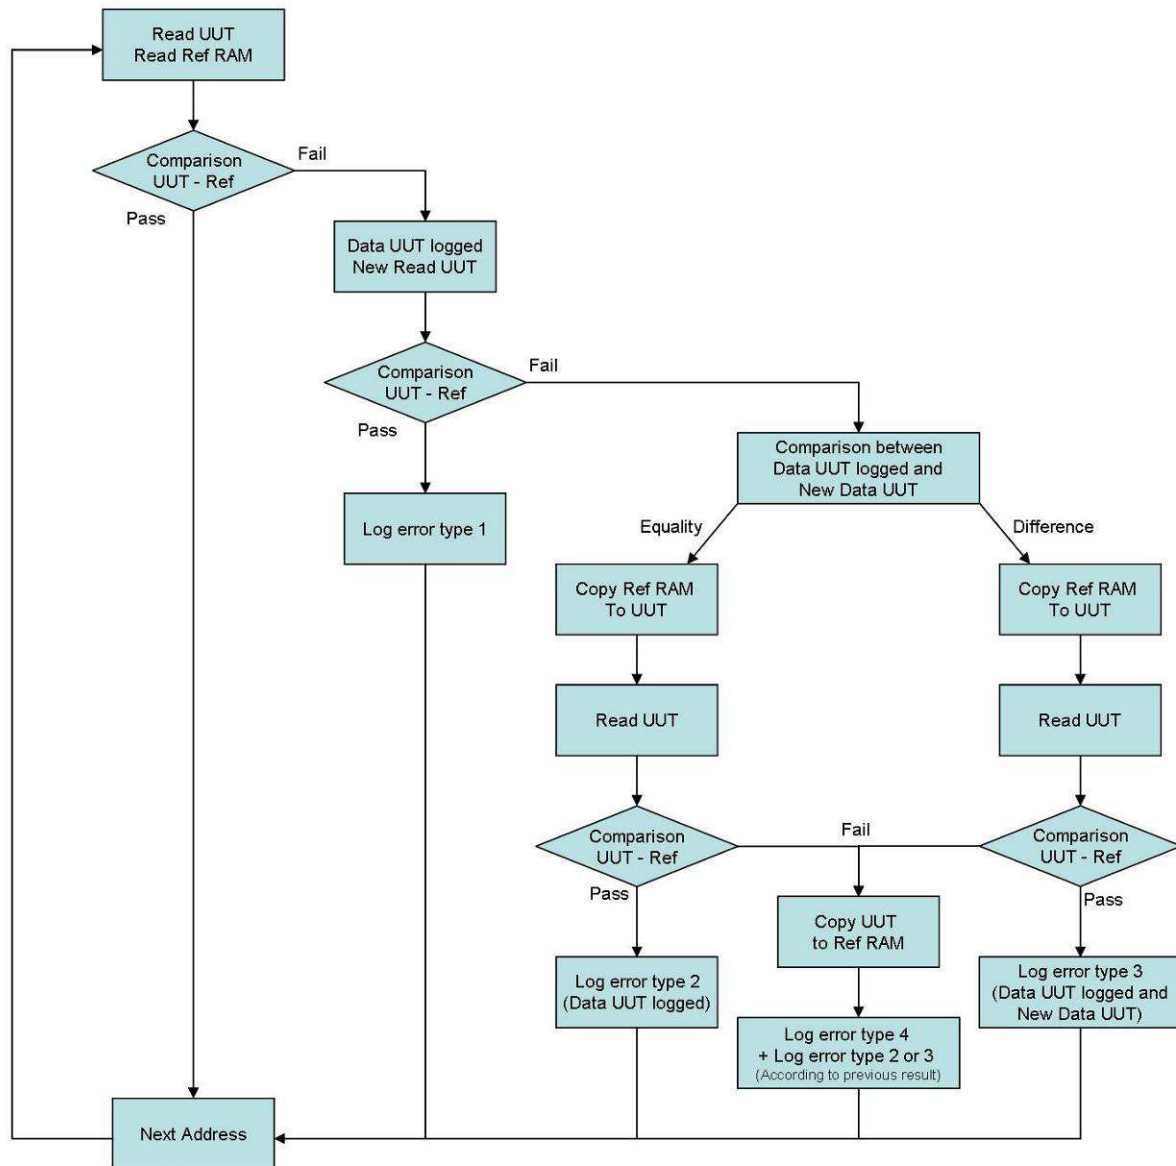 Read UUT
Read Ref RAM
Comparison
UUT - Ref
Fail
Pass
Data UUT logged
New Read UUT
Comparison
UUT - Ref
Fail
Pass
Log error type 1
Comparison between
Data UUT logged and
New Data UUT
Equality
Difference
Copy Ref RAM
To UUT
Copy Ref RAM
To UUT
Read UUT
Read UUT
Comparison
UUT - Ref
Fail
Comparison
UUT - Ref
Pass
Pass
Copy UUT
to Ref RAM
Log error type 2
(Data UUT logged)
Log error type 3
(Data UUT logged and
New Data UUT)
Log error type 4
+ Log error type 2 or 3
(According to previous result)
Next Address